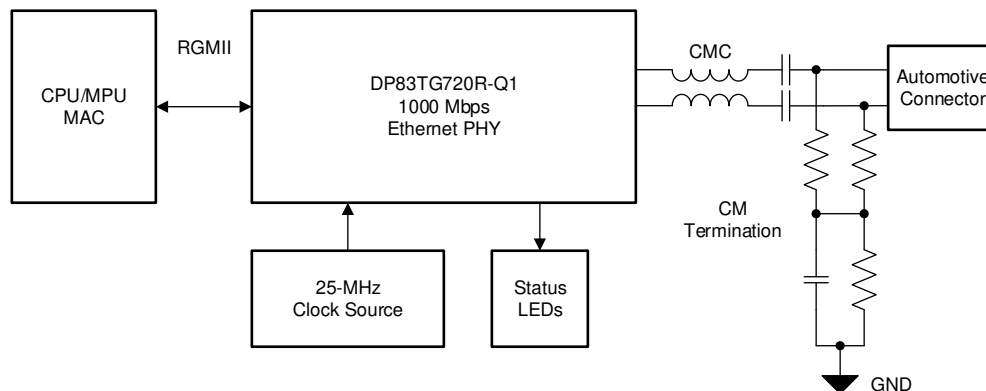 CPU/MPU
MAC
RGMII
DP83TG720R-Q1
1000 Mbps
Ethernet PHY
CMC
Automotive
Connector
CM
Termination
25-MHz
Clock Source
Status
LEDs
GND